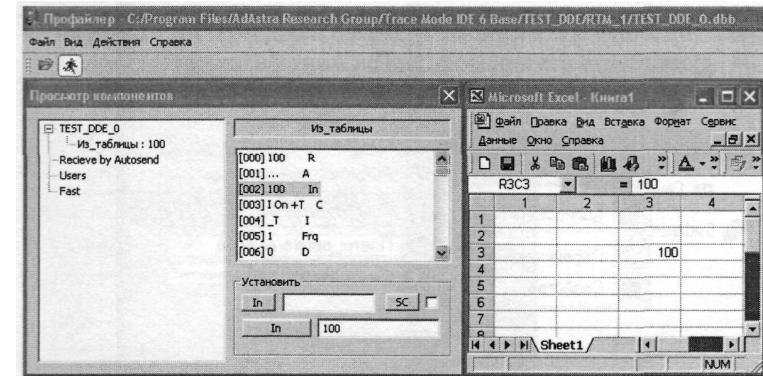 Профайлер - C:/Program Files/AdAstra Research Group/Trace Mode IDE 6 Base/TEST_DDE/RTM_1/TEST_DDE_0.dbb
Файл Вид Действия Справка
Просмотр компонентов
TEST_DDE_0
Из_таблицы : 100
Recieve by Autosend
Users
Fast
Из_таблицы
[000] 100 R
[001] ... A
[002] 100 In
[003] I On +T C
[004] _T I
[005] 1 Frq
[006] 0 D
Установить
In SC
In 100
Microsoft Excel - Книга1
Файл Правка Вид Вставка Формат Сервис
Данные Окно Справка
R3C3 = 100
1 2 3 4
1
2
3 100
4
5
6
7
8
Sheet1
NUM